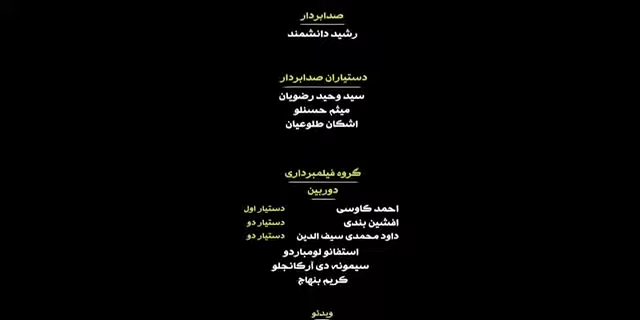 صدابردار
رشید دانشمند
دستیاران صدابردار
سید وحید رضویان
میثم حسنلو
اشکان طلوعیان
گروه فیلمبرداری
دوربین
احمد کاوسی دستیار اول
افشین بندی دستیار دو
داود محمدی سیف الدین دستیار دو
استفانو لومباردو
سیمونه دی آرکانجلو
کریم بنهاج
ویدئو